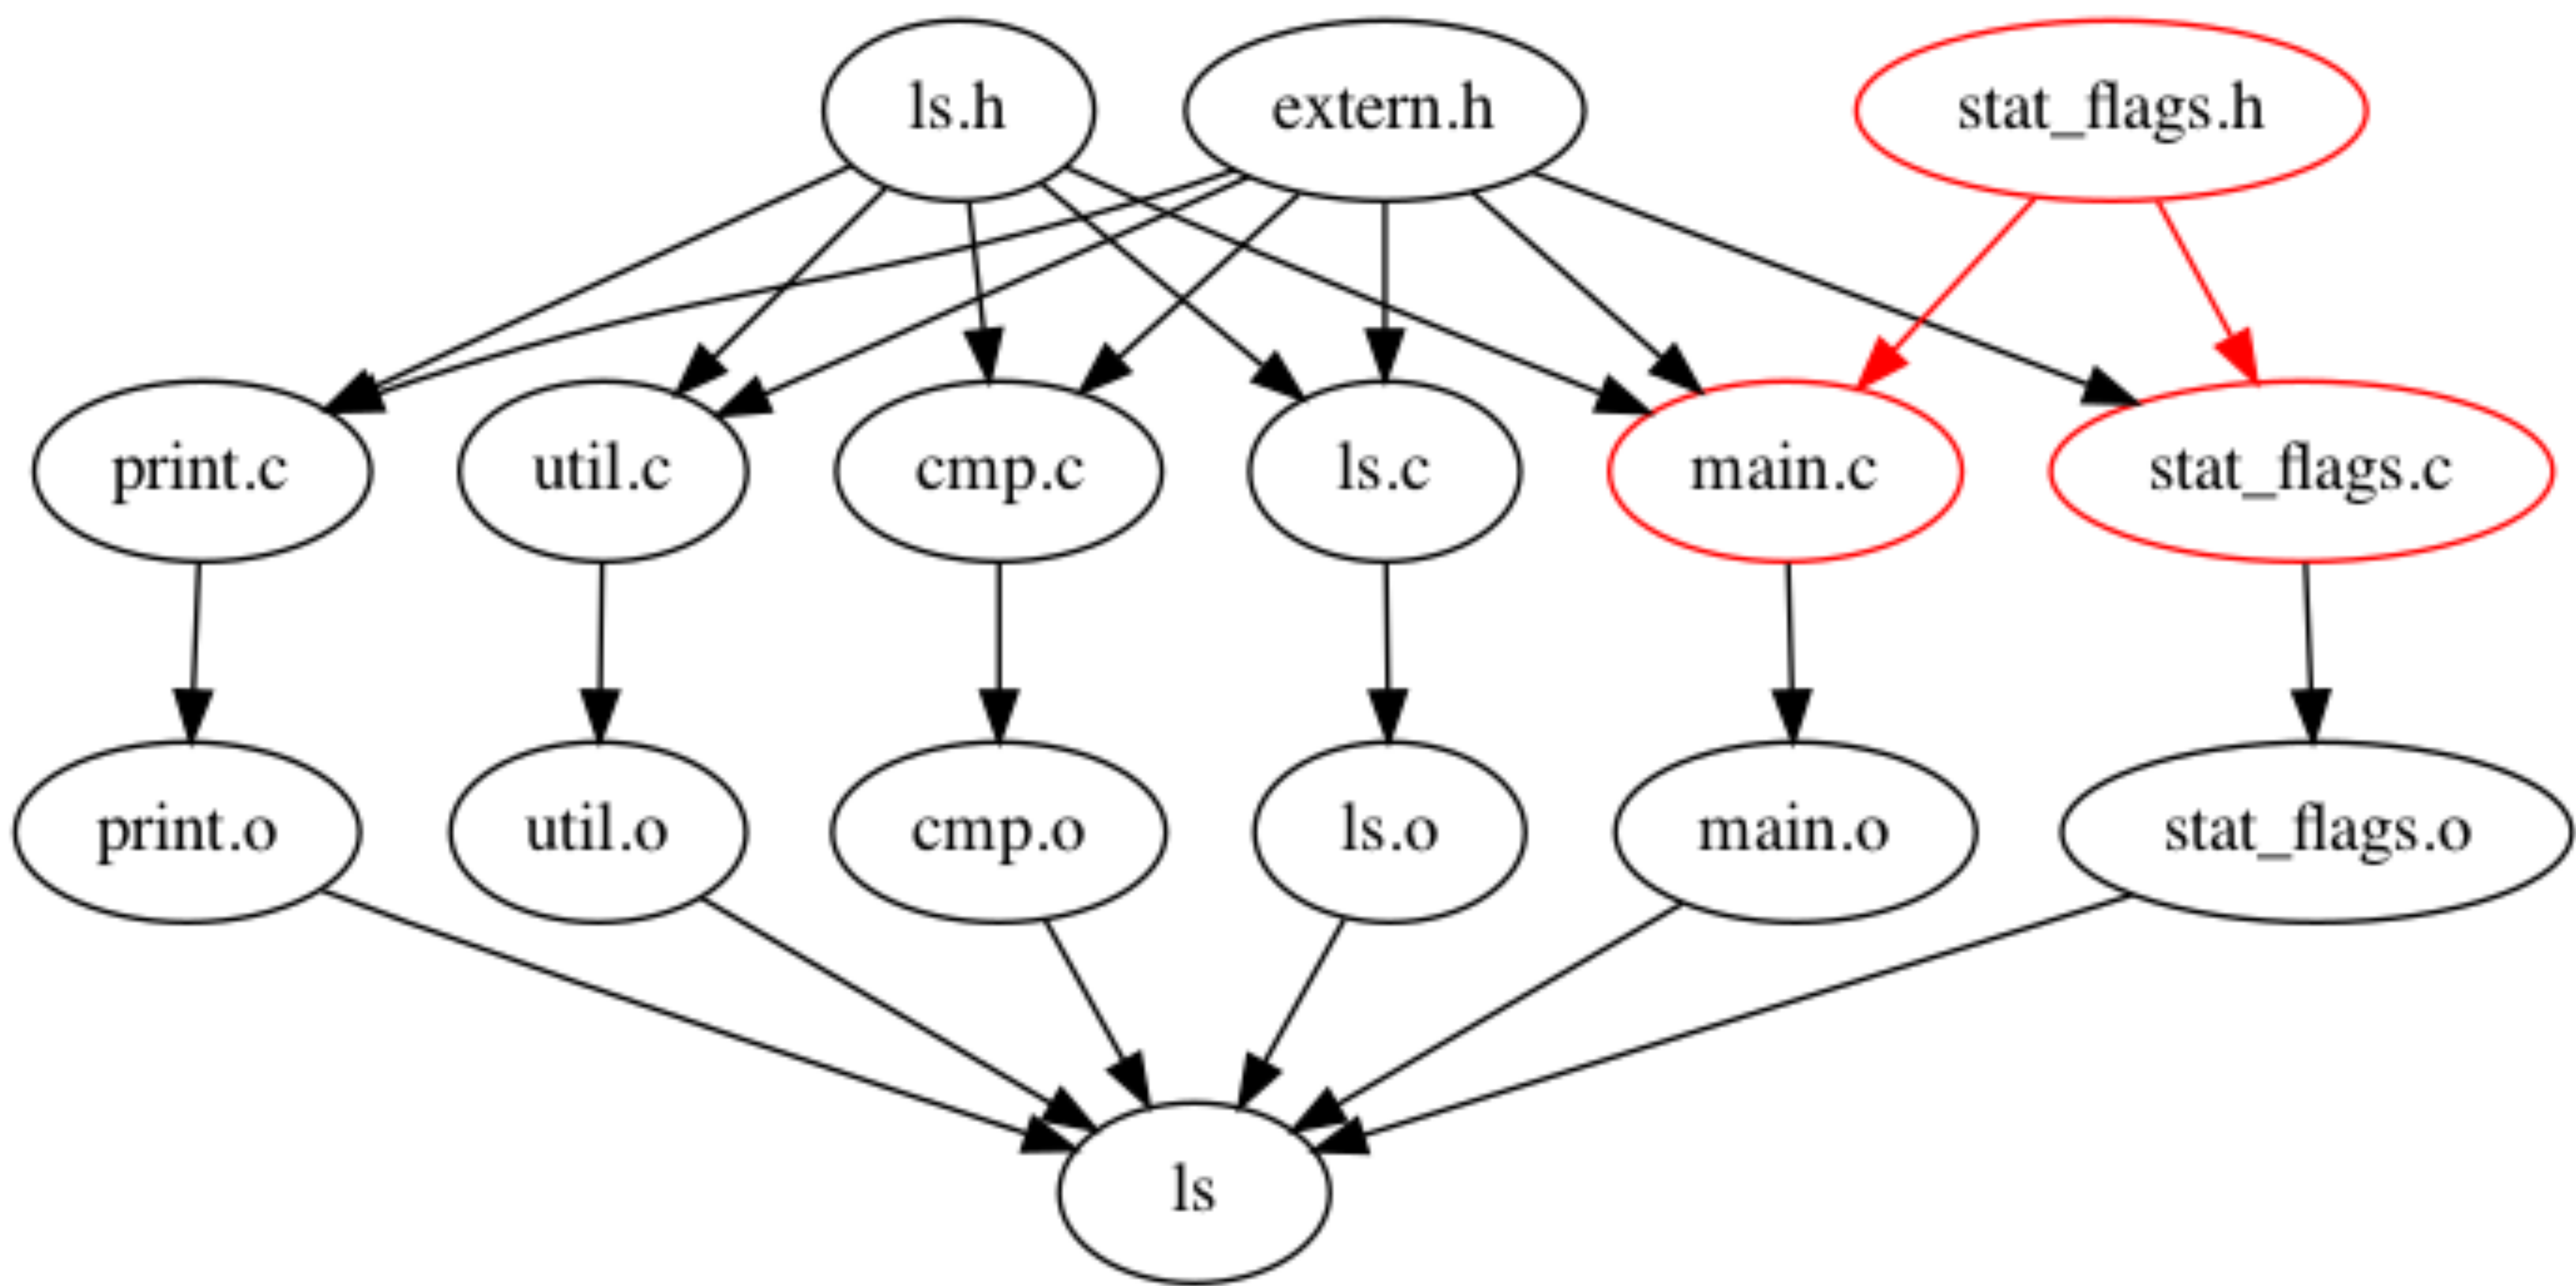 ls.h
extern.h
stat_flags.h
print.c
util.c
cmp.c
ls.c
main.c
stat_flags.c
print.o
util.o
cmp.o
ls.o
main.o
stat_flags.o
ls